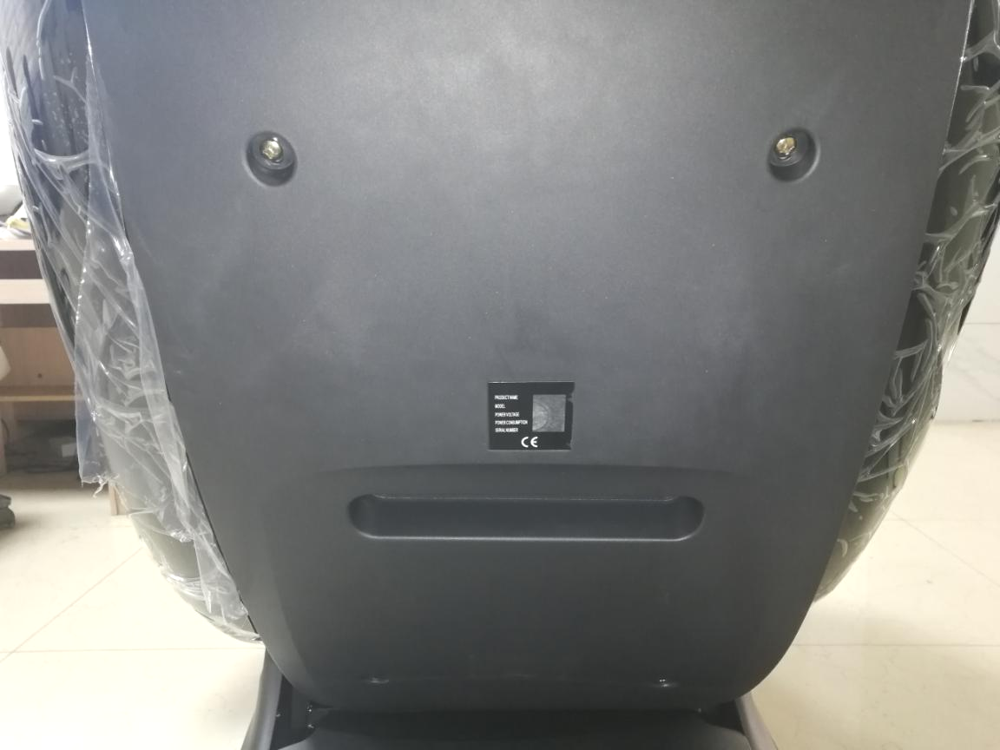 PRODUCT NAME
MODEL
POWER VOLTAGE
POWER CONSUMPTION
SERIAL NUMBER
CE